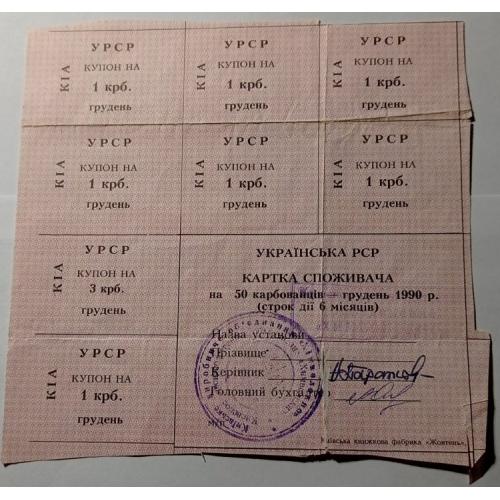 УРСР
КІА
КУПОН НА
1 крб.
грудень
УРСР
КІА
КУПОН НА
1 крб.
грудень
УРСР
КІА
КУПОН НА
1 крб.
грудень
УРСР
КІА
КУПОН НА
1 крб.
грудень
УРСР
КІА
КУПОН НА
1 крб.
грудень
УРСР
КІА
КУПОН НА
1 крб.
грудень
УРСР
КІА
КУПОН НА
3 крб.
грудень
УКРАЇНСЬКА РСР
КАРТКА СПОЖИВАЧА
на 50 карбованців грудень 1990 р.
(строк дії 6 місяців)
Назва установи
Прізвище
Керівник
Головний бухгалтер
УРСР
КІА
КУПОН НА
1 крб.
грудень
Київська книжкова фабрика «Жовтень».